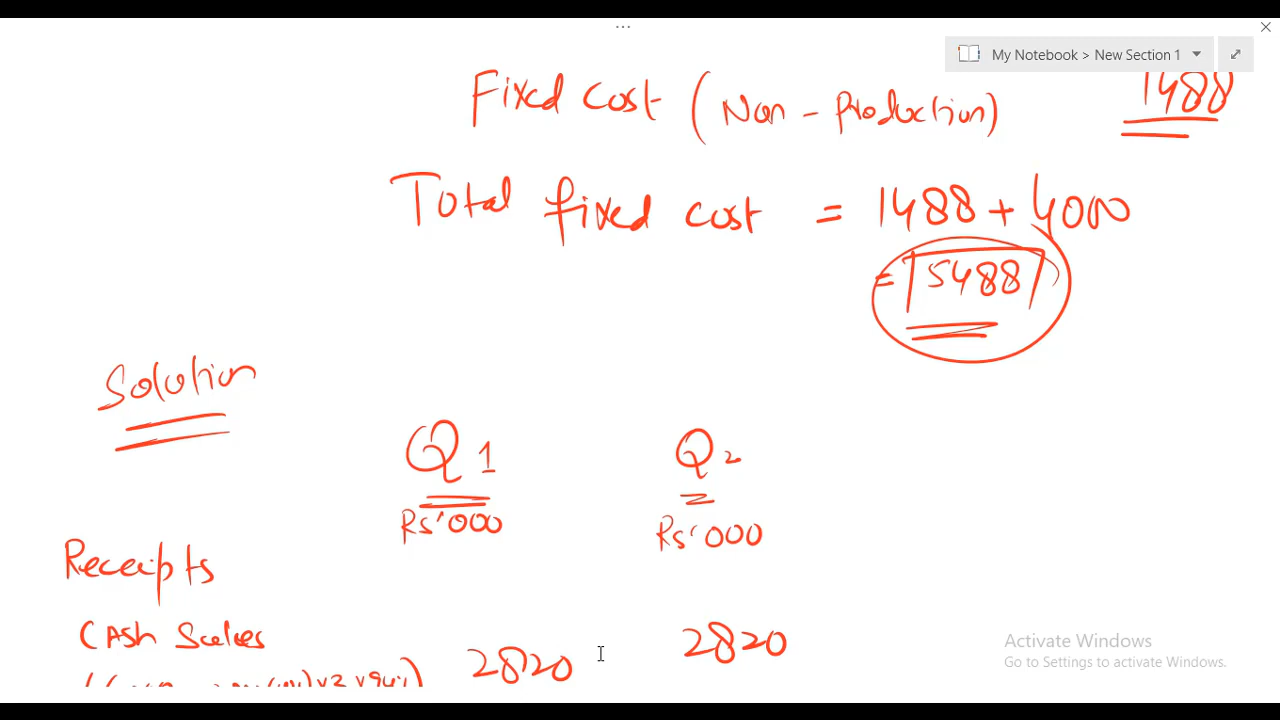 My Notebook > New Section 1
Fixed cost (Non - Production) 1488
Total fixed cost = 1488 + 4000
= 5488
Solution
Q1 Q2
Rs'000 Rs'000
Receipts
Cash Sales
2820 2820
Activate Windows
Go to Settings to activate Windows.